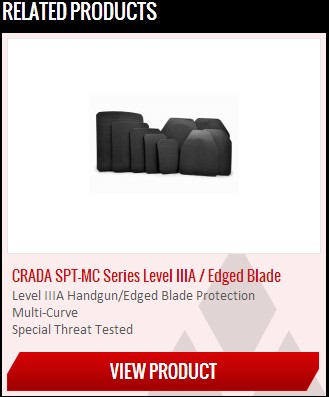 RELATED PRODUCTS
CRADA SPT-MC Series Level IIIA / Edged Blade
Level IIIA Handgun/Edged Blade Protection
Multi-Curve
Special Threat Tested
VIEW PRODUCT